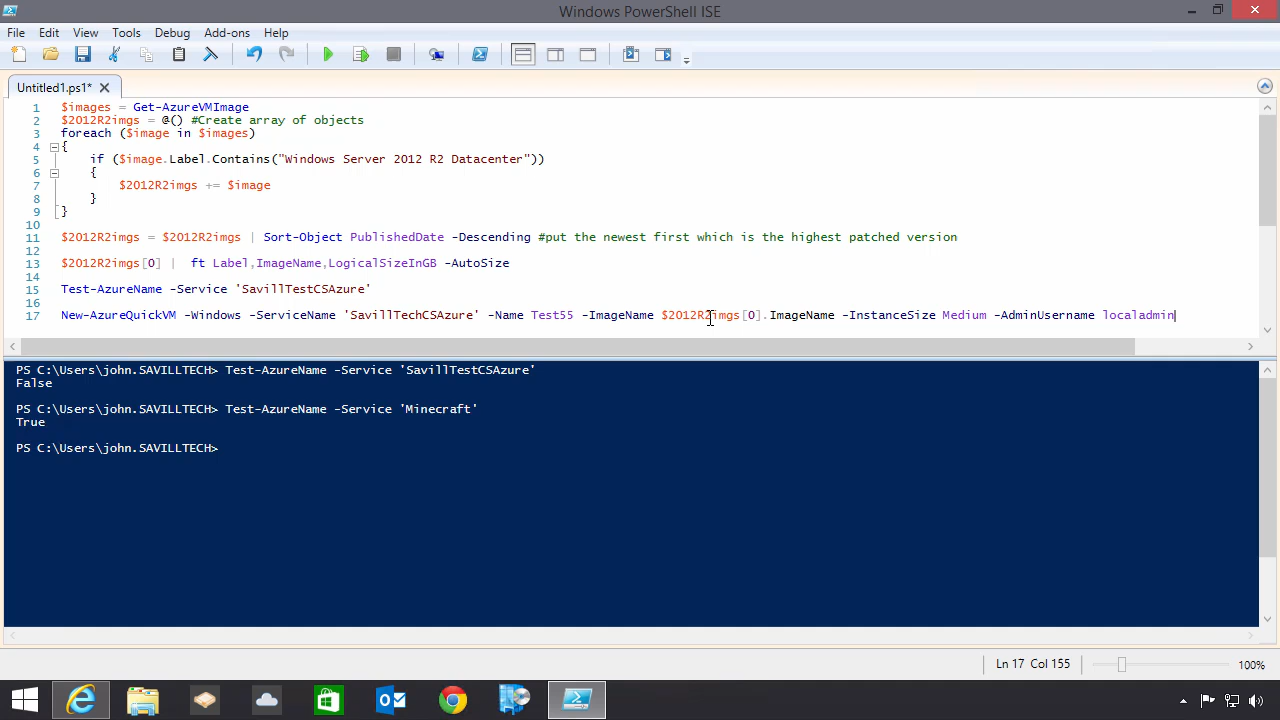 Windows PowerShell ISE
File Edit View Tools Debug Add-ons Help
Untitled1.ps1*
1 $images = Get-AzureVMImage
2 $2012R2imgs = @() #Create array of objects
3 foreach ($image in $images)
4 {
5 if ($image.Label.Contains("Windows Server 2012 R2 Datacenter"))
6 {
7 $2012R2imgs += $image
8 }
9 }
10
11 $2012R2imgs = $2012R2imgs | Sort-Object PublishedDate -Descending #put the newest first which is the highest patched version
12
13 $2012R2imgs[0] | ft Label,ImageName,LogicalSizeInGB -AutoSize
14
15 Test-AzureName -Service 'SavillTestCSAzure'
16
17 New-AzureQuickVM -Windows -ServiceName 'SavillTechCSAzure' -Name Test55 -ImageName $2012R2imgs[0].ImageName -InstanceSize Medium -AdminUsername localadmin
PS C:\Users\john.SAVILLTECH> Test-AzureName -Service 'SavillTestCSAzure'
False
PS C:\Users\john.SAVILLTECH> Test-AzureName -Service 'Minecraft'
True
PS C:\Users\john.SAVILLTECH>
Ln 17 Col 155 100%